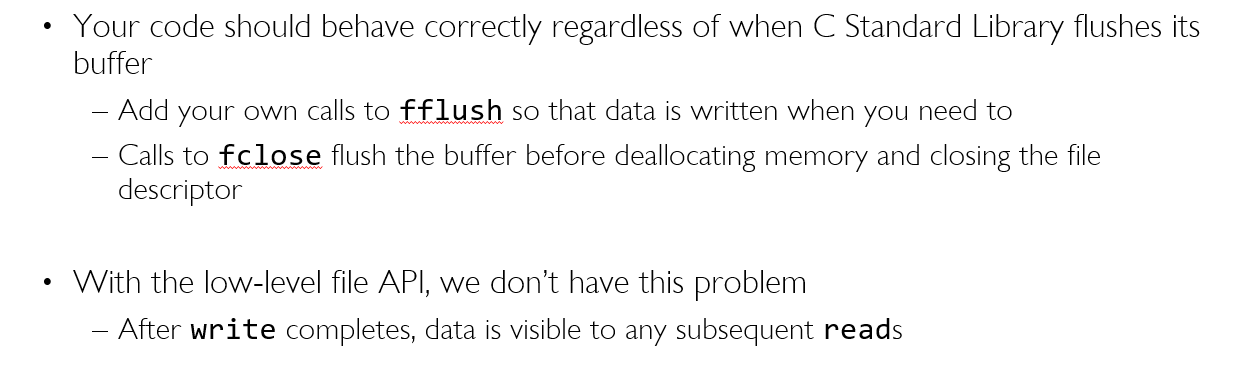 • Your code should behave correctly regardless of when C Standard Library flushes its
buffer
– Add your own calls to fflush so that data is written when you need to
– Calls to fclose flush the buffer before deallocating memory and closing the file
descriptor
• With the low-level file API, we don’t have this problem
– After write completes, data is visible to any subsequent reads